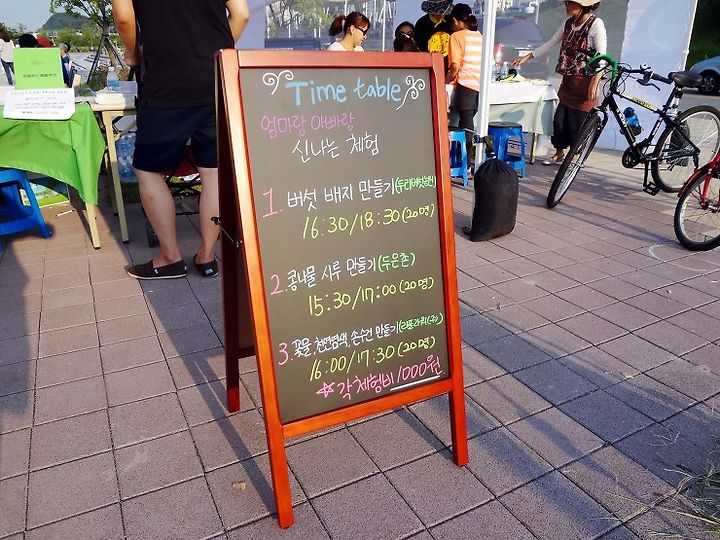 Time table
엄마랑 아빠랑
신나는 체험
1. 버섯 배지 만들기
16:30/18:30 (20명)
2. 콩나물 시루 만들기 (두은촌)
15:30/17:00 (20명)
3. 꽃물, 천연염색, 손수건 만들기
16:00/17:30 (20명)
☆ 각 체험비 1000원